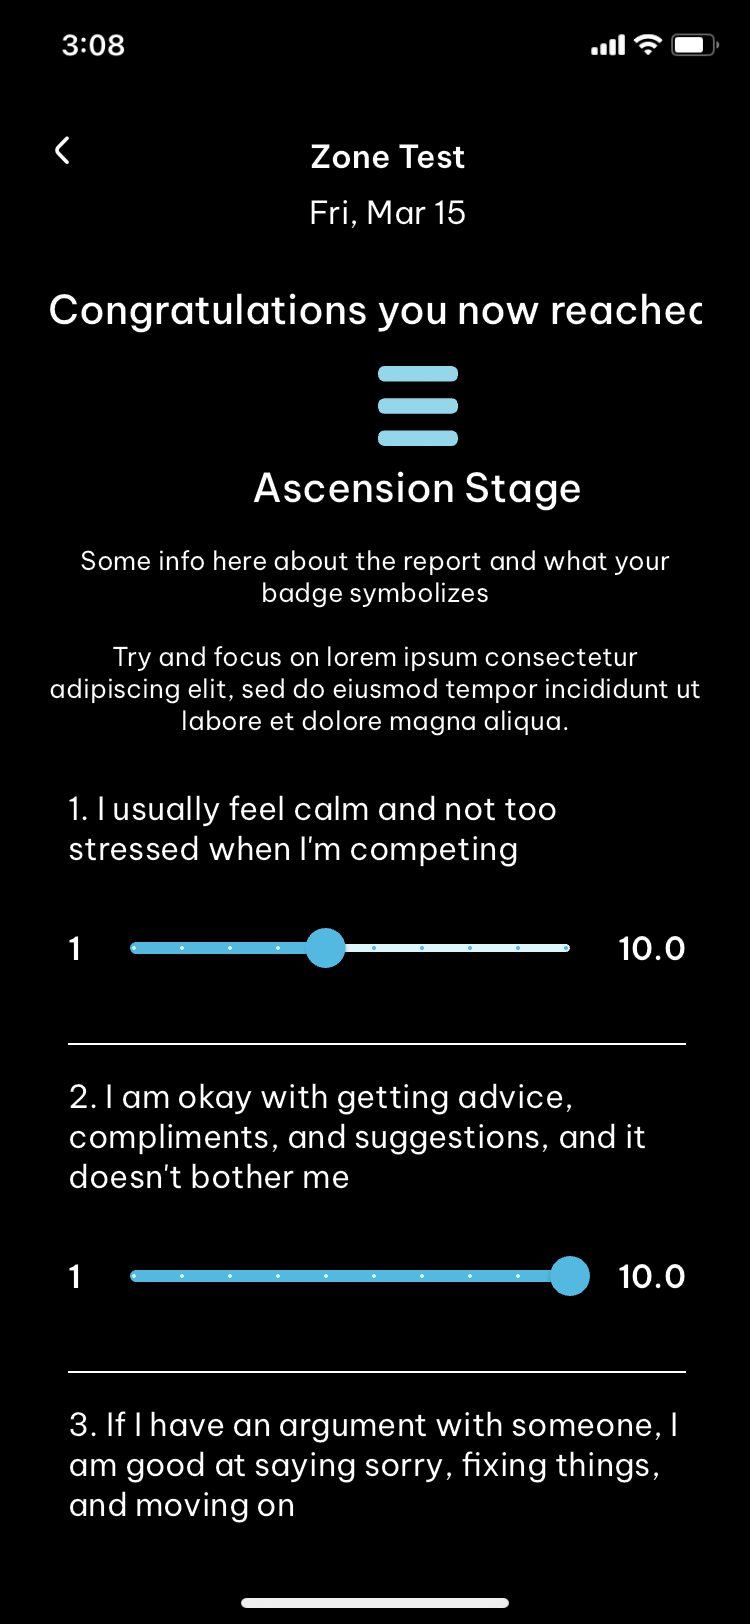 3:08
Zone Test
Fri, Mar 15
Congratulations you now reached
Ascension Stage
Some info here about the report and what your
badge symbolizes
Try and focus on lorem ipsum consectetur
adipiscing elit, sed do eiusmod tempor incididunt ut
labore et dolore magna aliqua.
1. I usually feel calm and not too
stressed when I'm competing
1 10.0
2. I am okay with getting advice,
compliments, and suggestions, and it
doesn't bother me
1 10.0
3. If I have an argument with someone, I
am good at saying sorry, fixing things,
and moving on